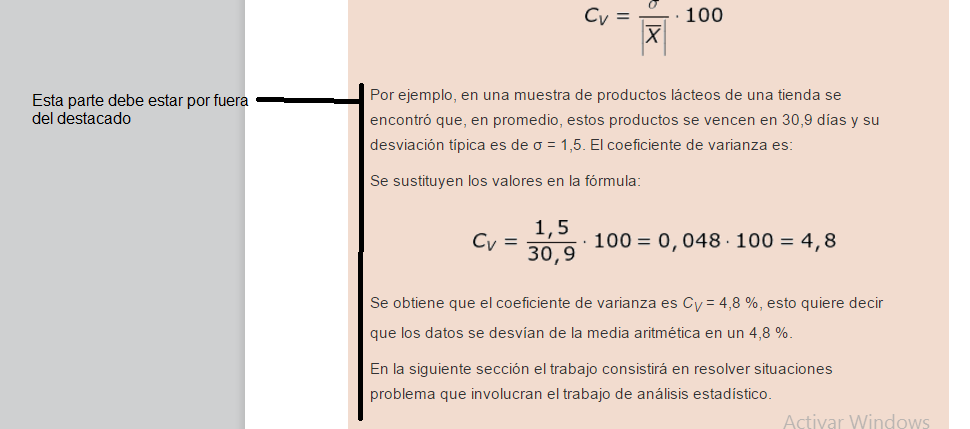 C_V = σ / |X̅| · 100
Esta parte debe estar por fuera
del destacado
Por ejemplo, en una muestra de productos lácteos de una tienda se
encontró que, en promedio, estos productos se vencen en 30,9 días y su
desviación típica es de σ = 1,5. El coeficiente de varianza es:
Se sustituyen los valores en la fórmula:
C_V = 1,5 / 30,9 · 100 = 0,048 · 100 = 4,8
Se obtiene que el coeficiente de varianza es C_V = 4,8 %, esto quiere decir
que los datos se desvían de la media aritmética en un 4,8 %.
En la siguiente sección el trabajo consistirá en resolver situaciones
problema que involucran el trabajo de análisis estadístico.
Activar Windows